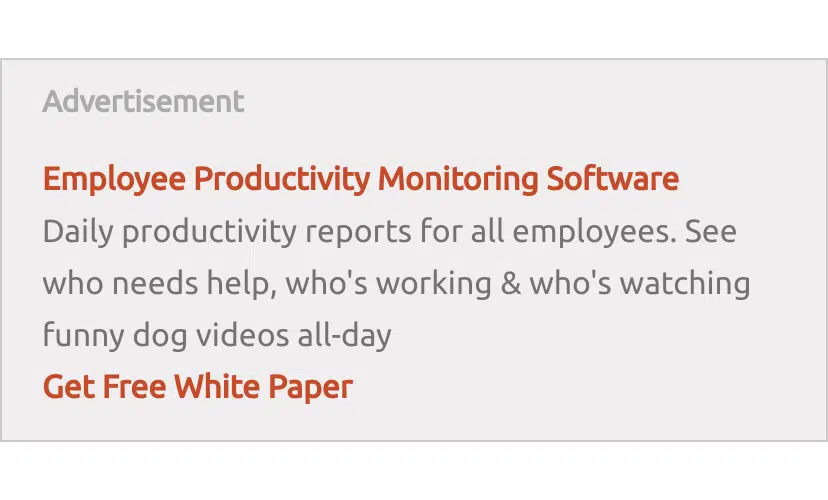 Advertisement
Employee Productivity Monitoring Software
Daily productivity reports for all employees. See
who needs help, who's working & who's watching
funny dog videos all-day
Get Free White Paper